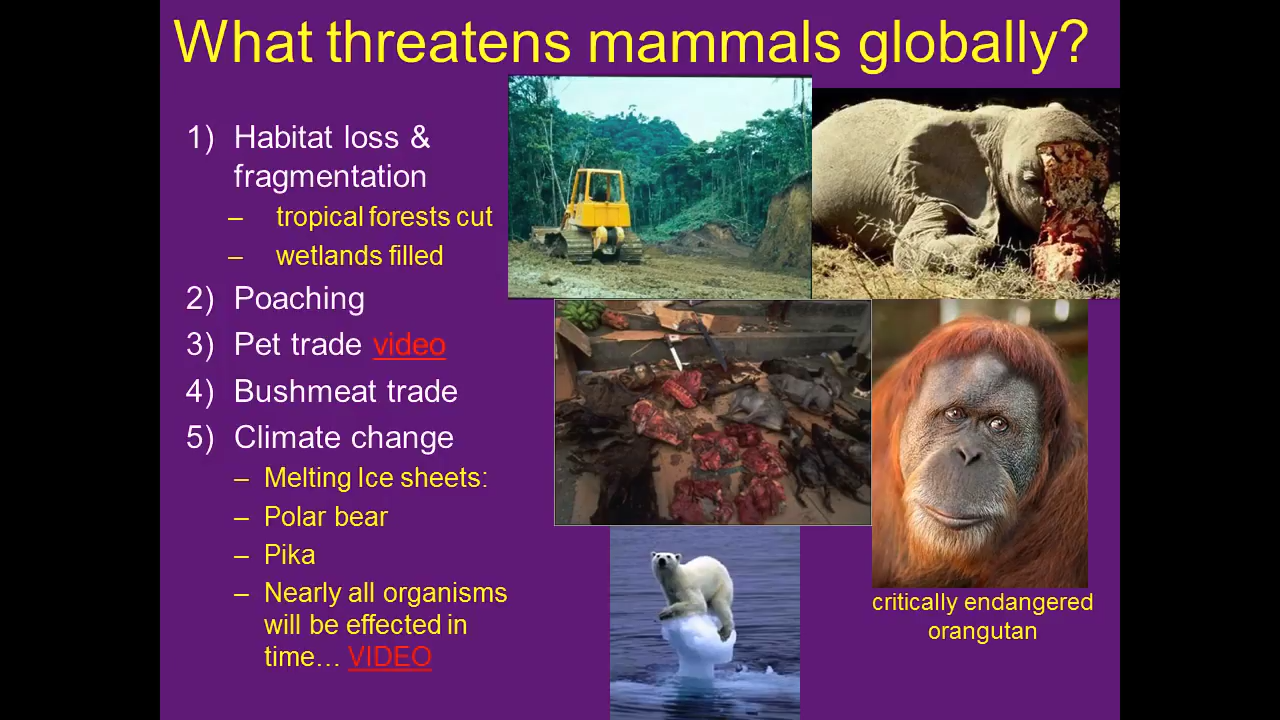 What threatens mammals globally?
1) Habitat loss &
fragmentation
– tropical forests cut
– wetlands filled
2) Poaching
3) Pet trade video
4) Bushmeat trade
5) Climate change
– Melting Ice sheets:
– Polar bear
– Pika
– Nearly all organisms
will be effected in
time… VIDEO
critically endangered
orangutan